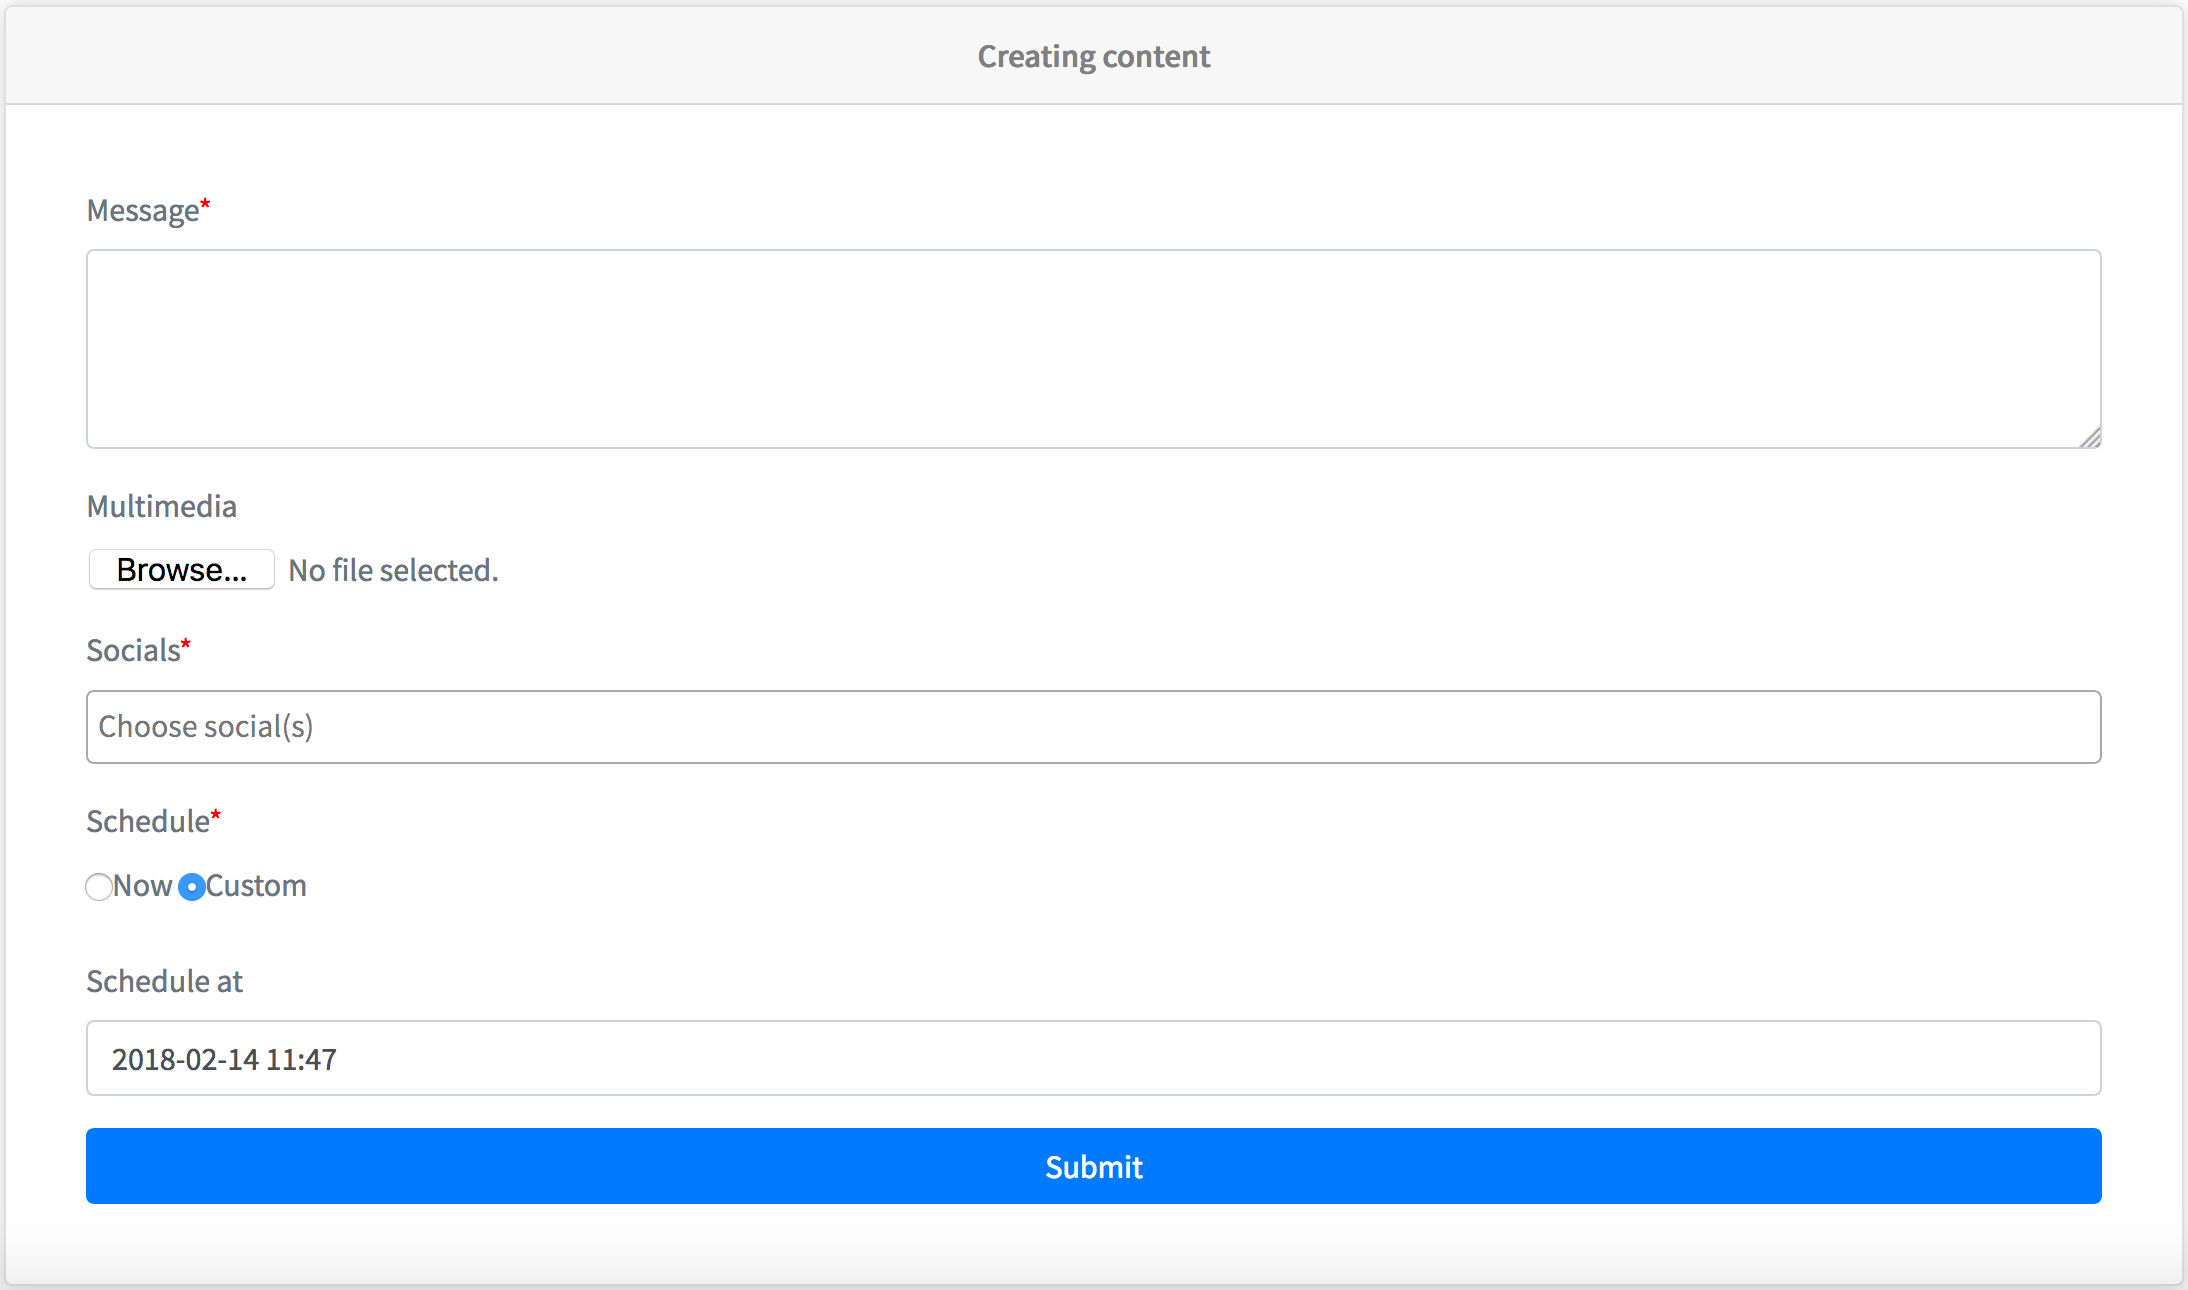 Creating content
Message*
Multimedia
Browse... No file selected.
Socials*
Choose social(s)
Schedule*
Now Custom
Schedule at
2018-02-14 11:47
Submit